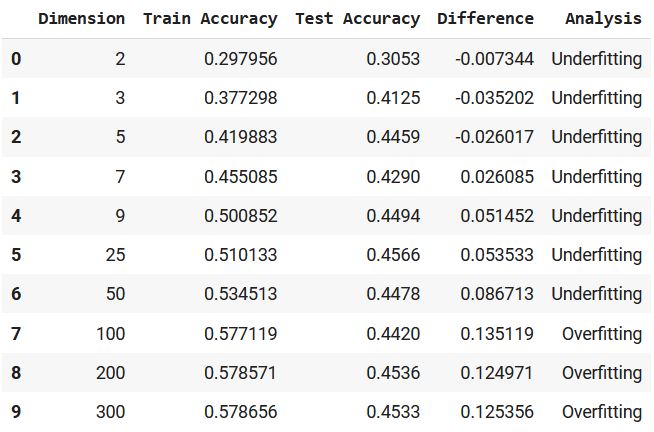 Dimension Train Accuracy Test Accuracy Difference Analysis
0 2 0.297956 0.3053 -0.007344 Underfitting
1 3 0.377298 0.4125 -0.035202 Underfitting
2 5 0.419883 0.4459 -0.026017 Underfitting
3 7 0.455085 0.4290 0.026085 Underfitting
4 9 0.500852 0.4494 0.051452 Underfitting
5 25 0.510133 0.4566 0.053533 Underfitting
6 50 0.534513 0.4478 0.086713 Underfitting
7 100 0.577119 0.4420 0.135119 Overfitting
8 200 0.578571 0.4536 0.124971 Overfitting
9 300 0.578656 0.4533 0.125356 Overfitting